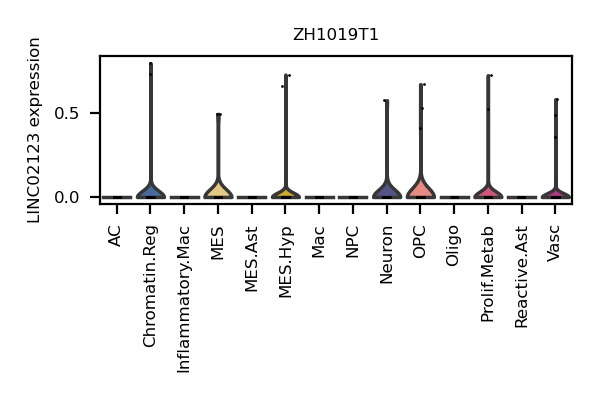 ZH1019T1
LINC02123 expression
0.5
0.0
AC
Chromatin.Reg
Inflammatory.Mac
MES
MES.Ast
MES.Hyp
Mac
NPC
Neuron
OPC
Oligo
Prolif.Metab
Reactive.Ast
Vasc